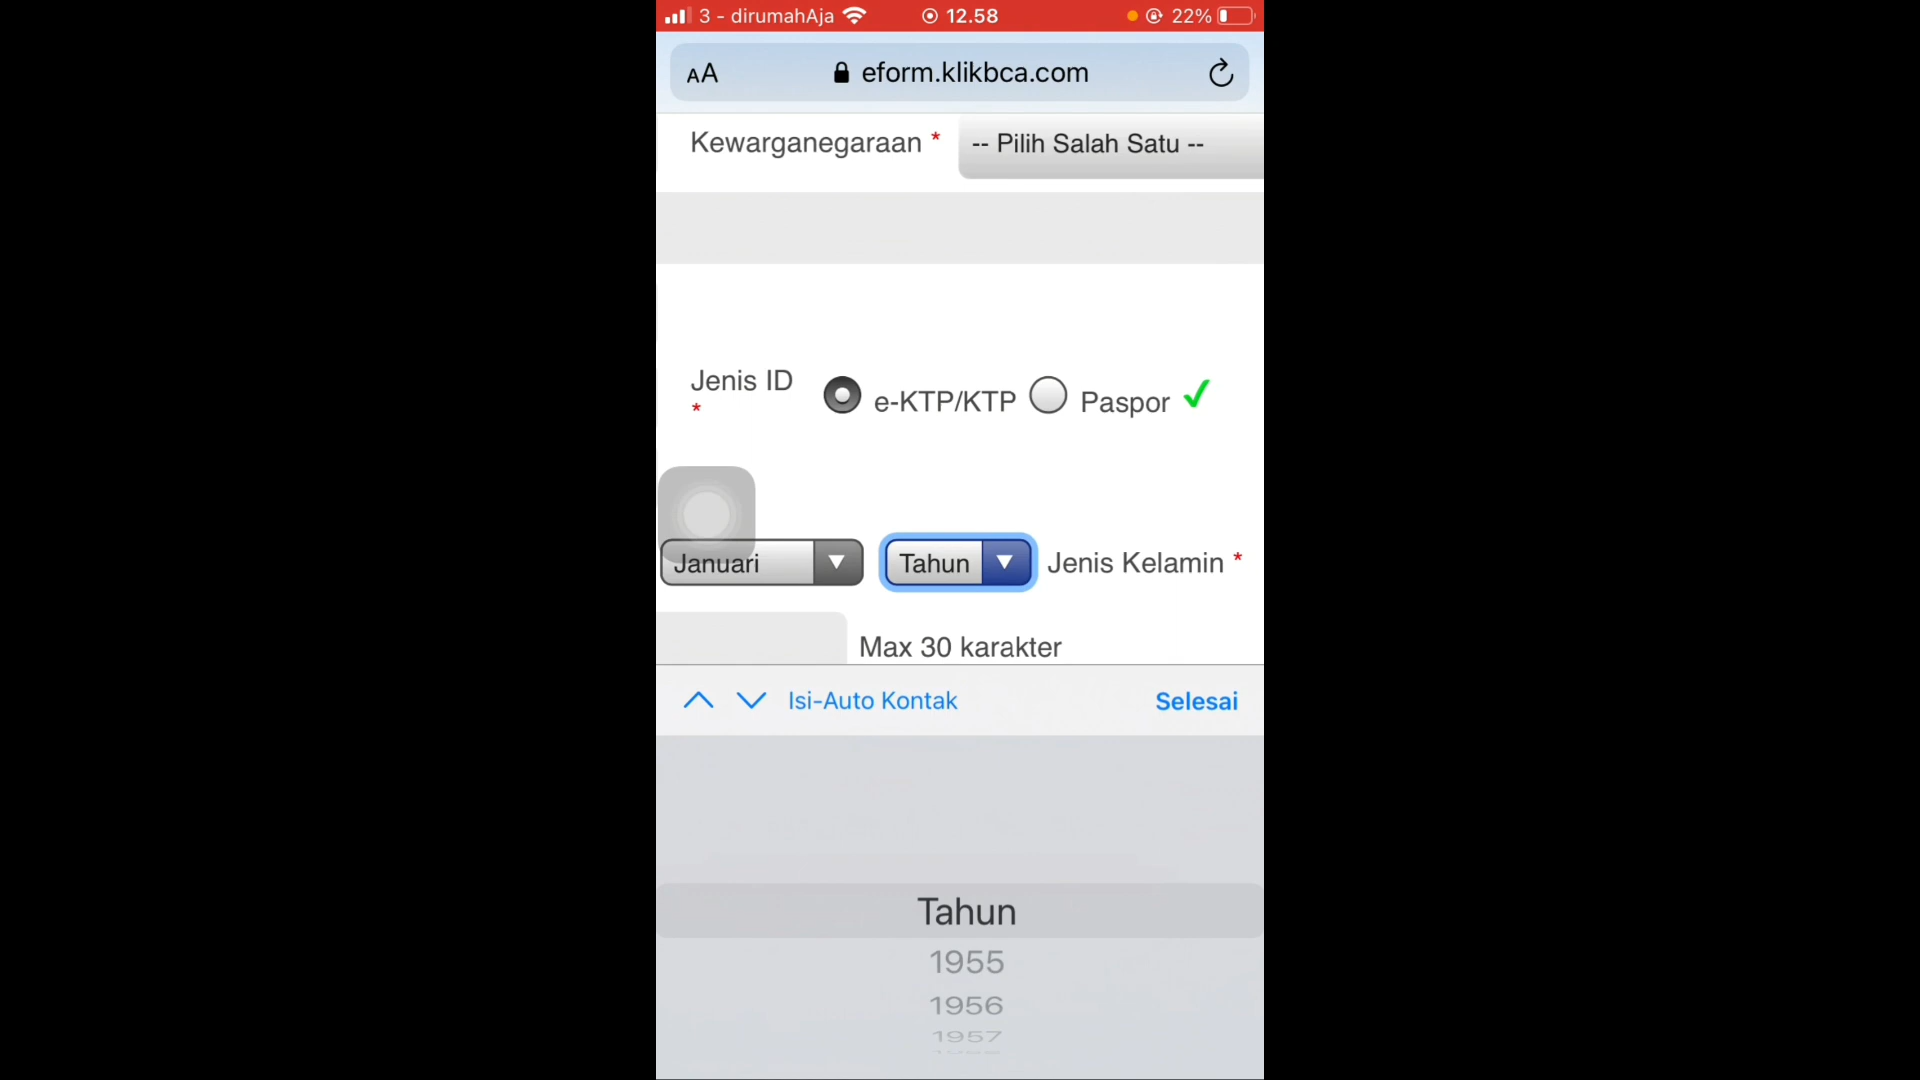 3 - dirumahAja 12.58 22%
AA eform.klikbca.com
Kewarganegaraan * -- Pilih Salah Satu --
Jenis ID * e-KTP/KTP Paspor
Januari Tahun Jenis Kelamin *
Max 30 karakter
Isi-Auto Kontak Selesai
Tahun
1955
1956
1957